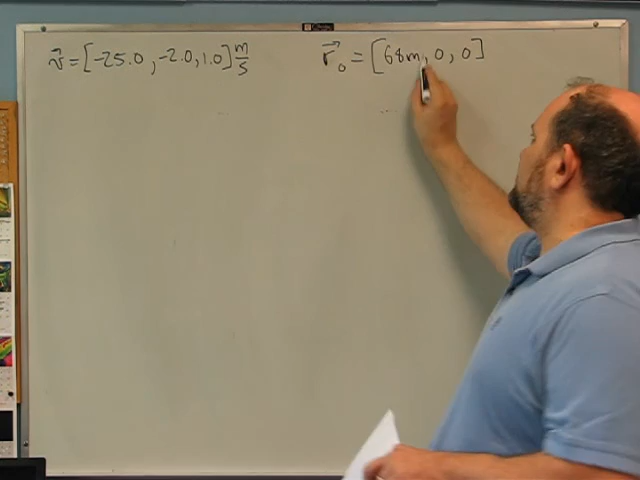 v⃗ = [-25.0, -2.0, 1.0] m/s r⃗₀ = [68m, 0, 0]